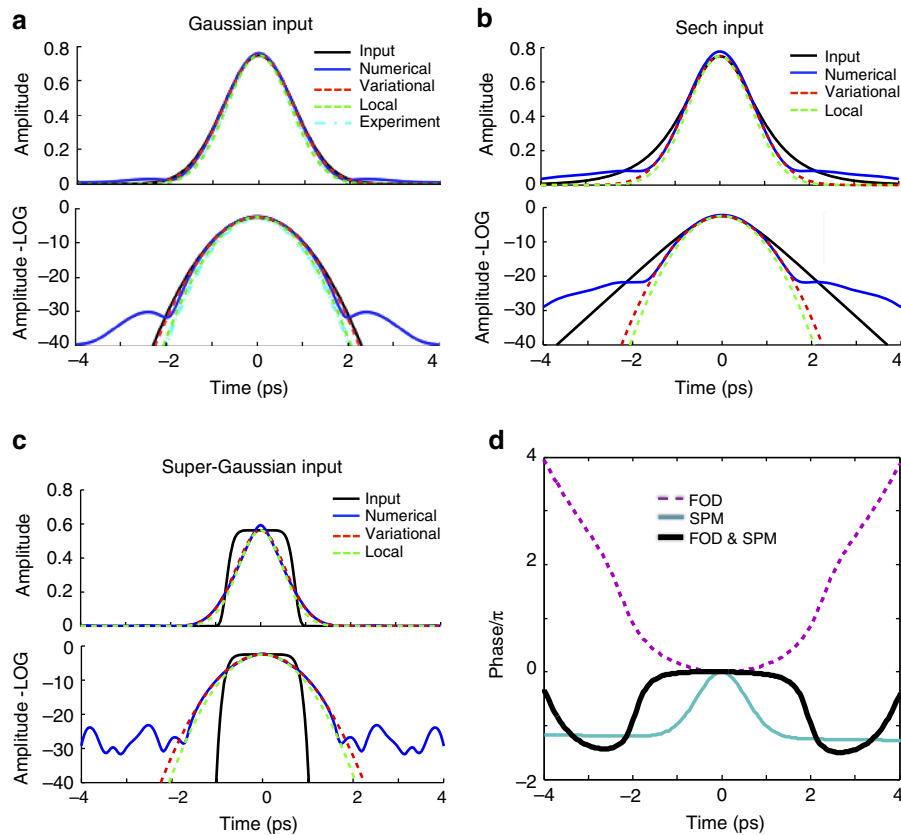 a
Gaussian input
0.8
0.6
0.4
0.2
0
Amplitude
Input
Numerical
Variational
Local
Experiment
0
−10
−20
−30
−40
Amplitude -LOG
−4 −2 0 2 4
Time (ps)
b
Sech input
0.8
0.6
0.4
0.2
0
Amplitude
Input
Numerical
Variational
Local
0
−10
−20
−30
−40
Amplitude -LOG
−4 −2 0 2 4
Time (ps)
c
Super-Gaussian input
0.8
0.6
0.4
0.2
0
Amplitude
Input
Numerical
Variational
Local
0
−10
−20
−30
−40
Amplitude -LOG
−4 −2 0 2 4
Time (ps)
d
4
2
0
−2
Phase/π
FOD
SPM
FOD & SPM
−4 −2 0 2 4
Time (ps)